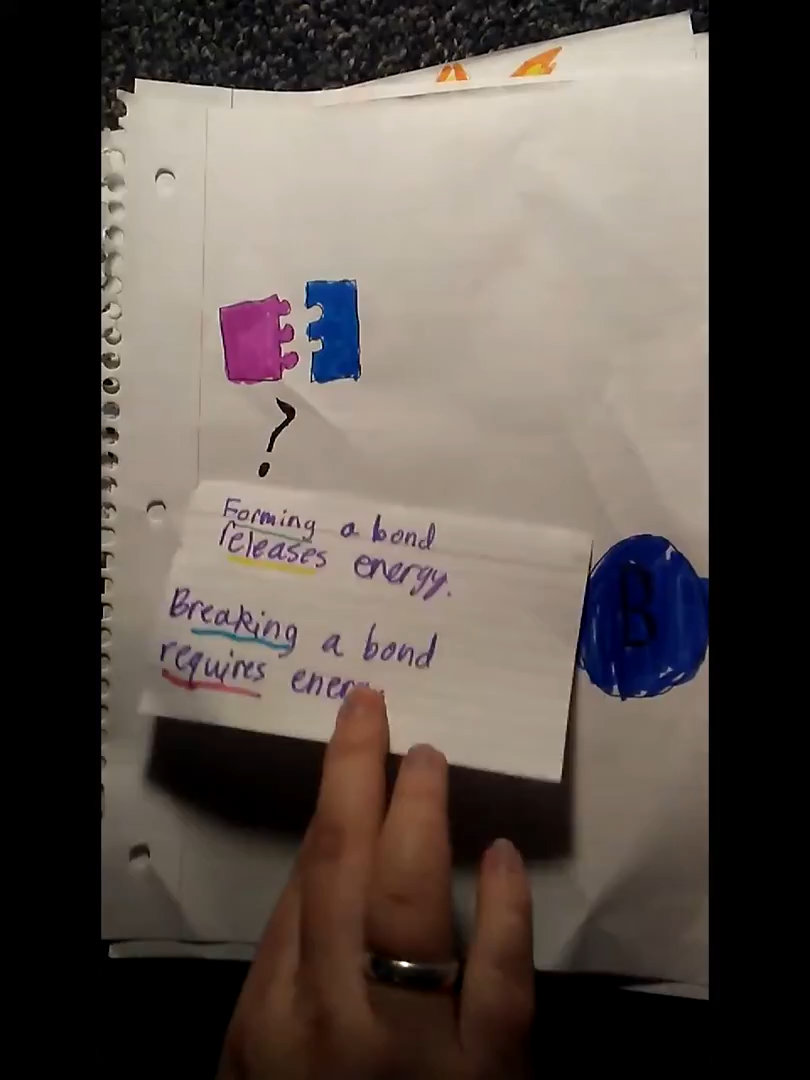 ?
Forming a bond
releases energy.
Breaking a bond
requires
B